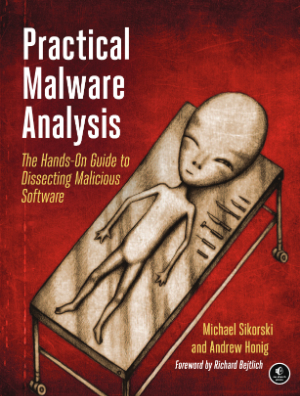 Practical
Malware
Analysis
The Hands-On Guide to
Dissecting Malicious
Software
Michael Sikorski
and Andrew Honig
Foreword by Richard Bejtlich